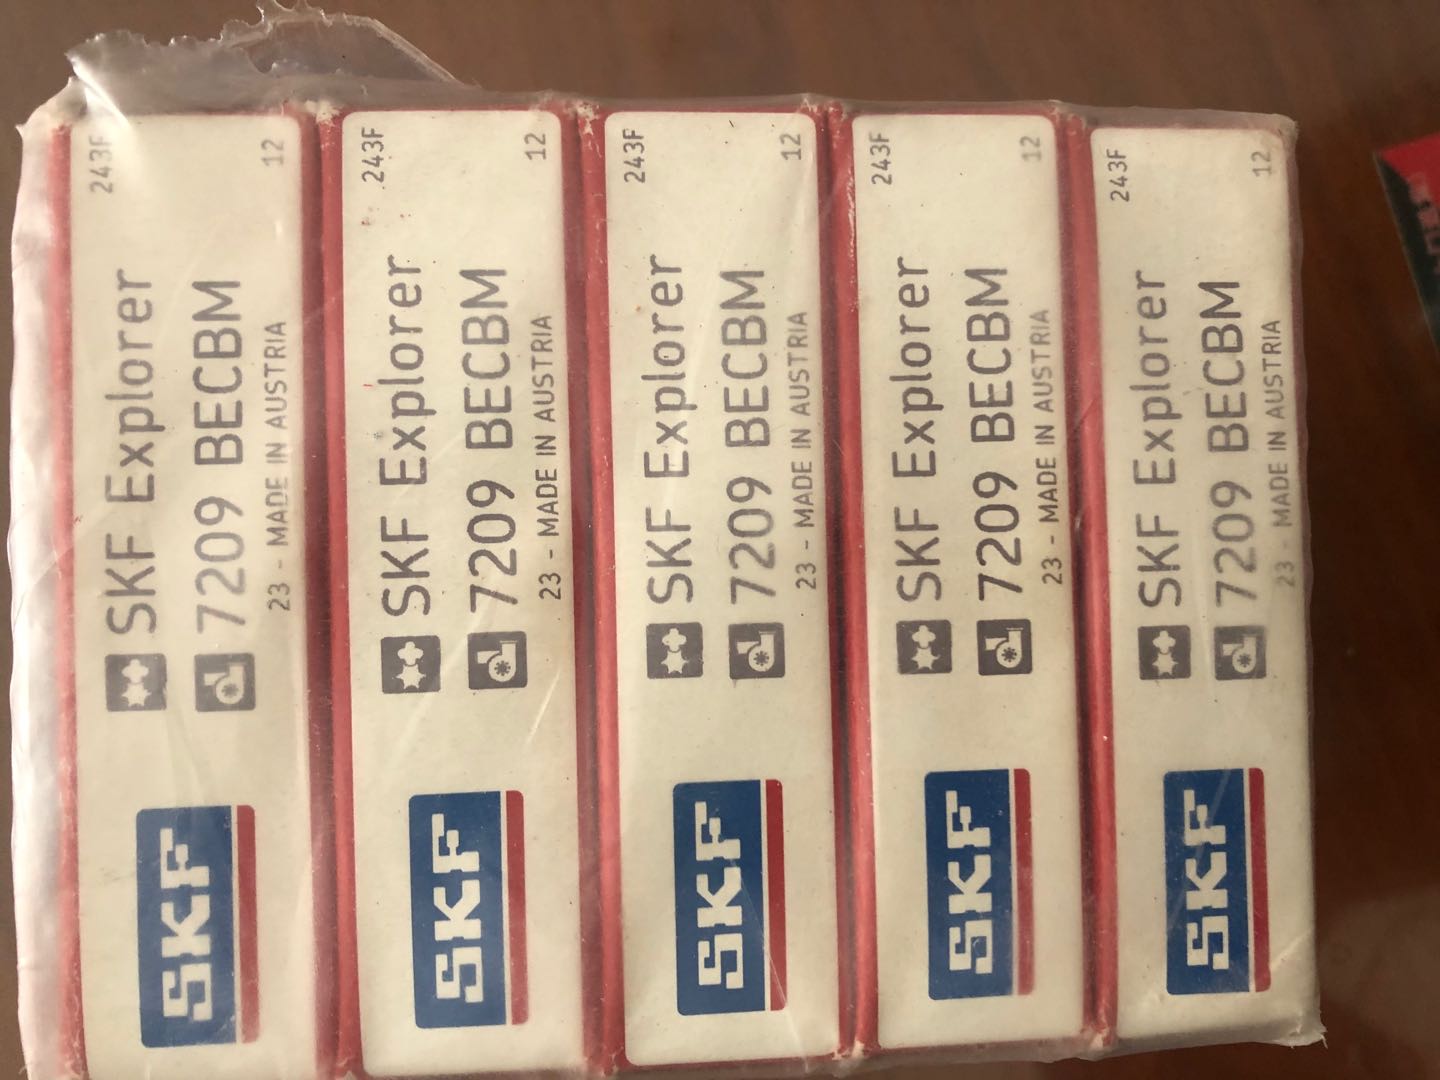 243F
12
SKF Explorer
7209 BECBM
23 - MADE IN AUSTRIA
SKF
243F
12
SKF Explorer
7209 BECBM
23 - MADE IN AUSTRIA
SKF
243F
12
SKF Explorer
7209 BECBM
23 - MADE IN AUSTRIA
SKF
243F
12
SKF Explorer
7209 BECBM
23 - MADE IN AUSTRIA
SKF
243F
12
SKF Explorer
7209 BECBM
23 - MADE IN AUSTRIA
SKF